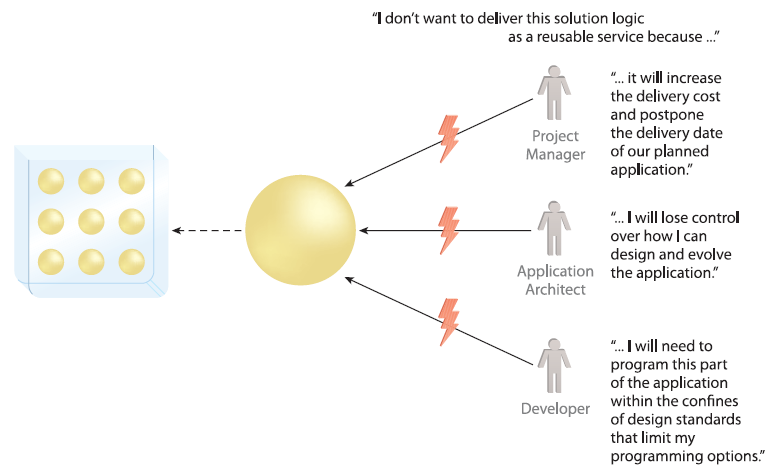 “I don’t want to deliver this solution logic
as a reusable service because ...”
Project
Manager
“... it will increase
the delivery cost
and postpone
the delivery date
of our planned
application.”
Application
Architect
“... I will lose control
over how I can
design and evolve
the application.”
Developer
“... I will need to
program this part
of the application
within the confines
of design standards
that limit my
programming options.”